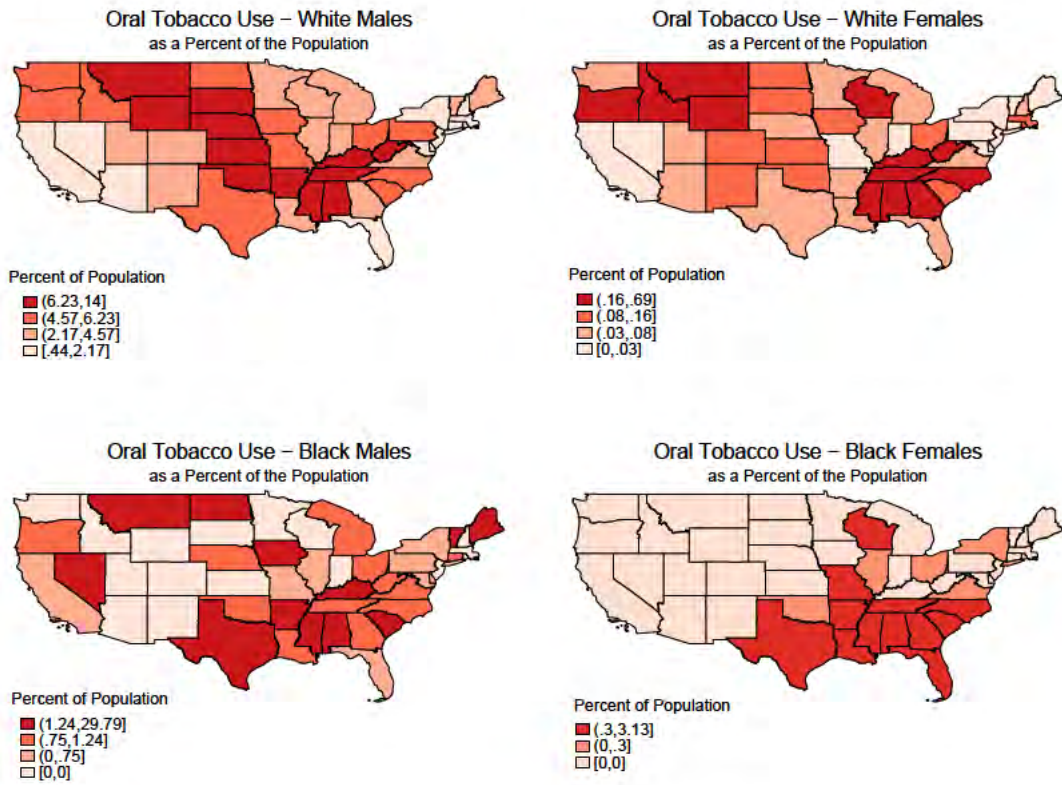 Oral Tobacco Use − White Males
as a Percent of the Population
Percent of Population
(6.23,14]
(4.57,6.23]
(2.17,4.57]
[.44,2.17]
Oral Tobacco Use − White Females
as a Percent of the Population
Percent of Population
(.16,.69]
(.08,.16]
(.03,.08]
[0,.03]
Oral Tobacco Use − Black Males
as a Percent of the Population
Percent of Population
(1.24,29.79]
(.75,1.24]
(0,.75]
[0,0]
Oral Tobacco Use − Black Females
as a Percent of the Population
Percent of Population
(.3,3.13]
(0,.3]
[0,0]